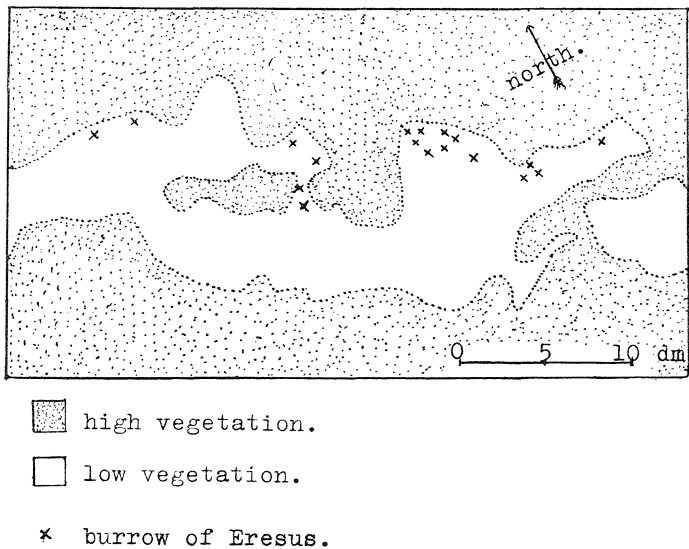 north.
0 5 10 dm
high vegetation.
low vegetation.
× burrow of Eresus.